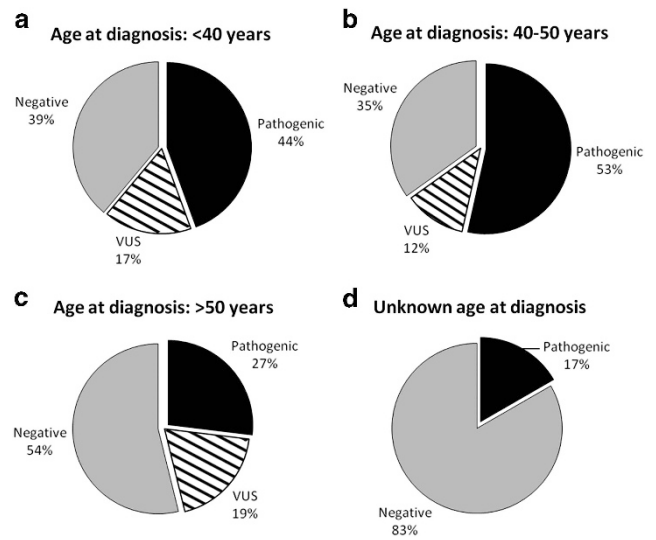 a
Age at diagnosis: <40 years
Negative
39%
Pathogenic
44%
VUS
17%
b
Age at diagnosis: 40-50 years
Negative
35%
Pathogenic
53%
VUS
12%
c
Age at diagnosis: >50 years
Pathogenic
27%
Negative
54%
VUS
19%
d
Unknown age at diagnosis
Pathogenic
17%
Negative
83%